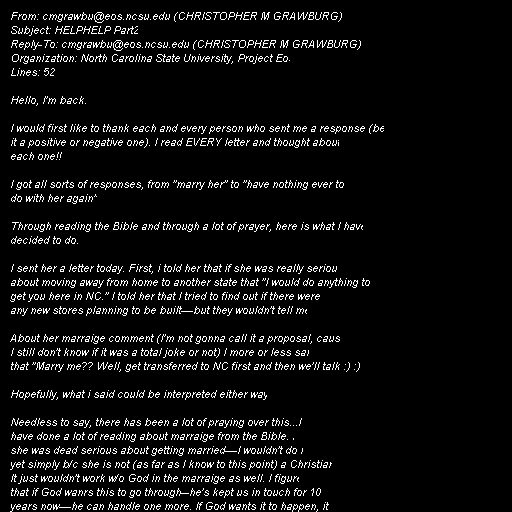 From: cmgrawbu@eos.ncsu.edu (CHRISTOPHER M GRAWBURG)
Subject: HELPHELP Part2
Reply-To: cmgrawbu@eos.ncsu.edu (CHRISTOPHER M GRAWBURG)
Organization: North Carolina State University, Project Eo
Lines: 52
Hello, I'm back.
I would first like to thank each and every person who sent me a response (be
it a positive or negative one). I read EVERY letter and thought about
each one!!
I got all sorts of responses, from "marry her" to "have nothing ever to
do with her again"
Through reading the Bible and through a lot of prayer, here is what I have
decided to do.
I sent her a letter today. First, i told her that if she was really seriou
about moving away from home to another state that "I would do anything to
get you here in NC." I told her that I tried to find out if there were
any new stores planning to be built—but they wouldn't tell me
About her marraige comment (I'm not gonna call it a proposal, caus
I still don't know if it was a total joke or not) I more or less sai
that "Marry me?? Well, get transferred to NC first and then we'll talk :) :)
Hopefully, what i said could be interpreted either way
Needless to say, there has been a lot of praying over this...I
have done a lot of reading about marraige from the Bible. .
she was dead serious about getting married—I wouldn't do i
yet simply b/c she is not (as far as I know to this point) a Christian
It just wouldn't work w/o God in the marraige as well. I figure
that if God wanrs this to go through—he's kept us in touch for 10
years now—he can handle one more. If God wants it to happen, it